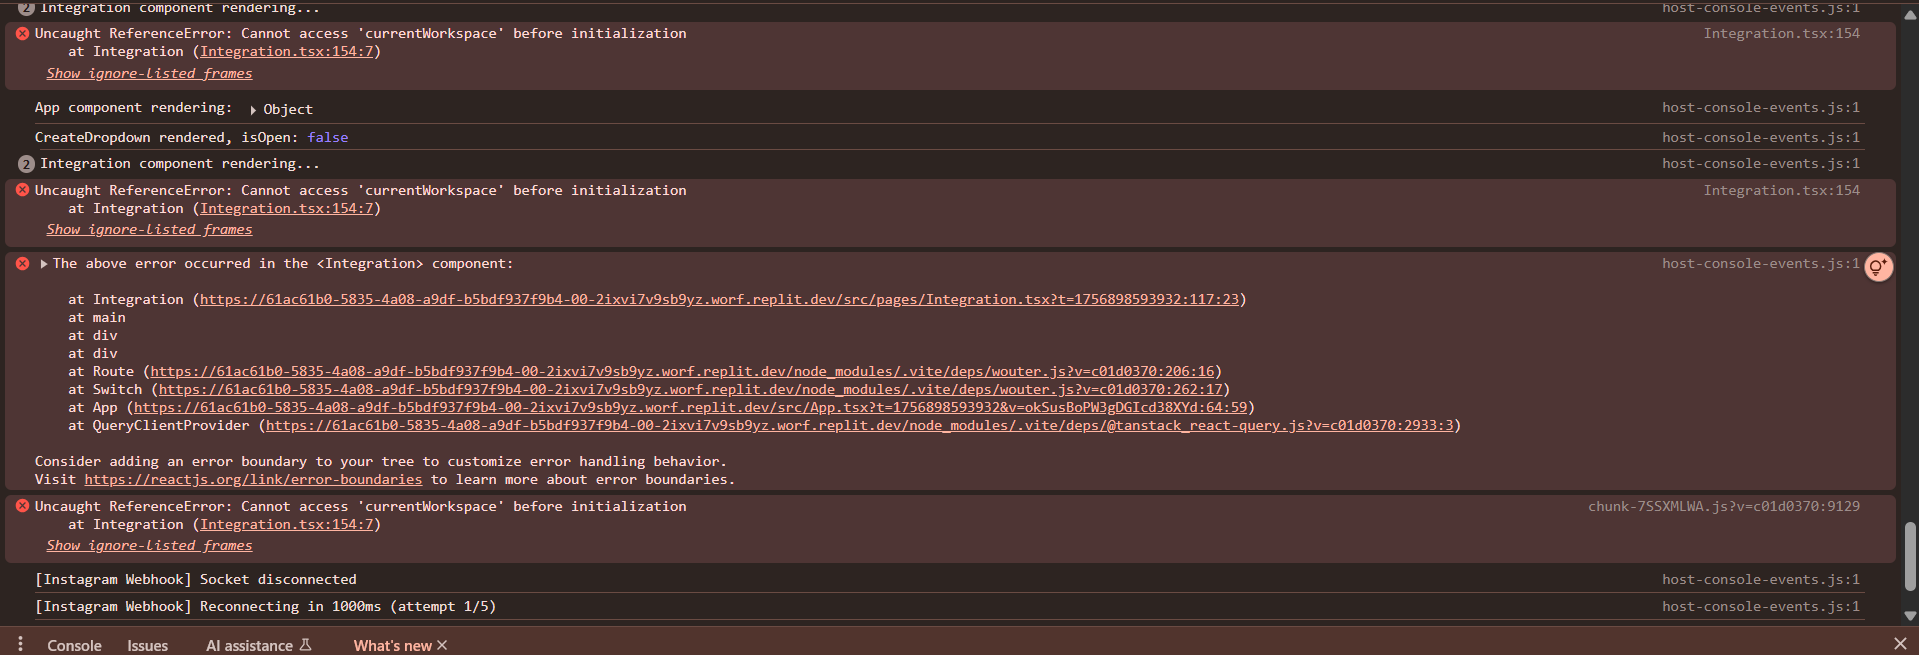 2 Integration component rendering... host-console-events.js:1
Uncaught ReferenceError: Cannot access 'currentWorkspace' before initialization Integration.tsx:154
at Integration (Integration.tsx:154:7)
Show ignore-listed frames
App component rendering: Object host-console-events.js:1
CreateDropdown rendered, isOpen: false host-console-events.js:1
2 Integration component rendering... host-console-events.js:1
Uncaught ReferenceError: Cannot access 'currentWorkspace' before initialization Integration.tsx:154
at Integration (Integration.tsx:154:7)
Show ignore-listed frames
The above error occurred in the <Integration> component: host-console-events.js:1
at Integration (https://61ac61b0-5835-4a08-a9df-b5bdf937f9b4-00-2ixvi7v9sb9yz.worf.replit.dev/src/pages/Integration.tsx?t=1756898593932:117:23)
at main
at div
at div
at Route (https://61ac61b0-5835-4a08-a9df-b5bdf937f9b4-00-2ixvi7v9sb9yz.worf.replit.dev/node_modules/.vite/deps/wouter.js?v=c01d0370:206:16)
at Switch (https://61ac61b0-5835-4a08-a9df-b5bdf937f9b4-00-2ixvi7v9sb9yz.worf.replit.dev/node_modules/.vite/deps/wouter.js?v=c01d0370:262:17)
at App (https://61ac61b0-5835-4a08-a9df-b5bdf937f9b4-00-2ixvi7v9sb9yz.worf.replit.dev/src/App.tsx?t=1756898593932&v=okSusBoPW3gDGIcd38XYd:64:59)
at QueryClientProvider (https://61ac61b0-5835-4a08-a9df-b5bdf937f9b4-00-2ixvi7v9sb9yz.worf.replit.dev/node_modules/.vite/deps/@tanstack_react-query.js?v=c01d0370:2933:3)
Consider adding an error boundary to your tree to customize error handling behavior.
Visit https://reactjs.org/link/error-boundaries to learn more about error boundaries.
Uncaught ReferenceError: Cannot access 'currentWorkspace' before initialization chunk-7SSXMLWA.js?v=c01d0370:9129
at Integration (Integration.tsx:154:7)
Show ignore-listed frames
[Instagram Webhook] Socket disconnected host-console-events.js:1
[Instagram Webhook] Reconnecting in 1000ms (attempt 1/5) host-console-events.js:1
Console Issues AI assistance What's new